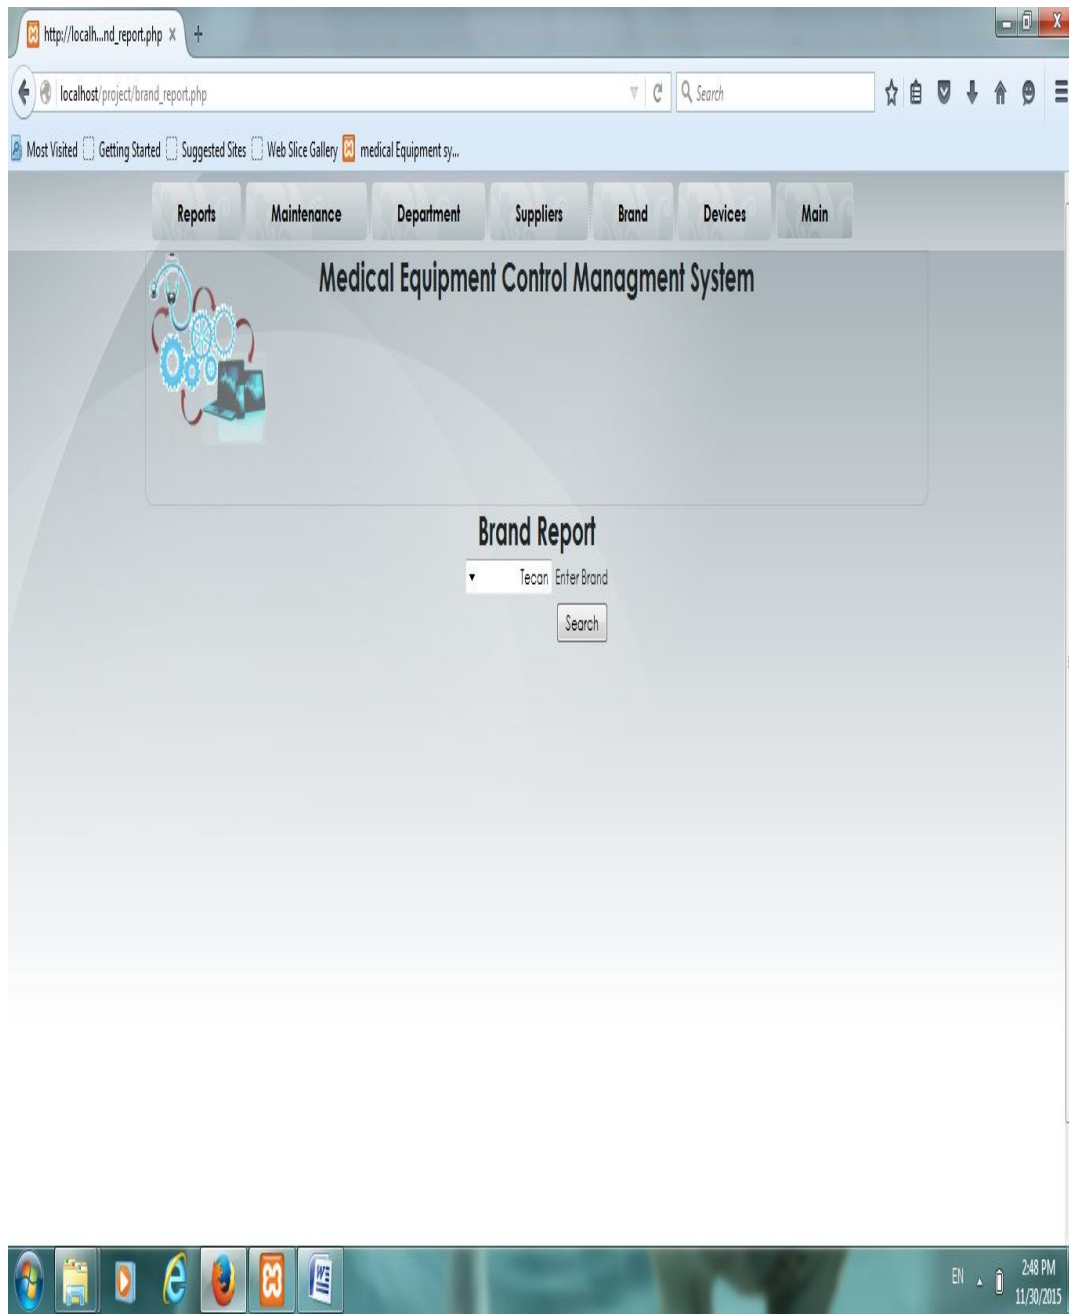 http://localh...nd_report.php
localhost/project/brand_report.php
Search
Most Visited Getting Started Suggested Sites Web Slice Gallery medical Equipment sy...
Reports Maintenance Department Suppliers Brand Devices Main
Medical Equipment Control Managment System
Brand Report
Tecan Enter Brand
Search
EN 2:48 PM
11/30/2015